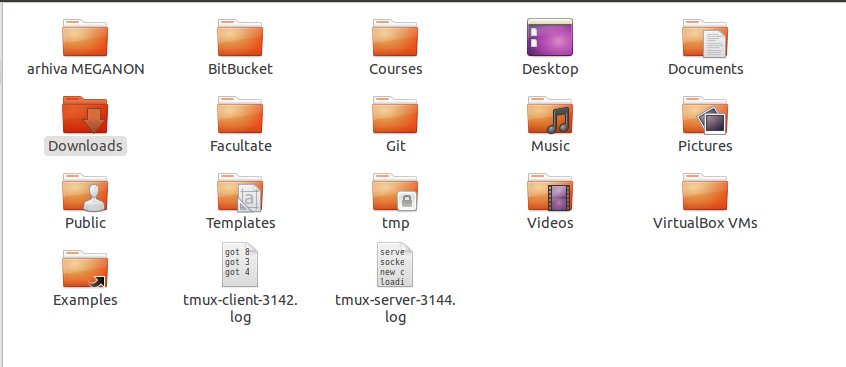 arhiva MEGANON
BitBucket
Courses
Desktop
Documents
Downloads
Facultate
Git
Music
Pictures
Public
a
Templates
tmp
Videos
VirtualBox VMs
Examples
got 8
got 3
got 4
tmux-client-3142.
log
serve
socke
new c
loadi
tmux-server-3144.
log